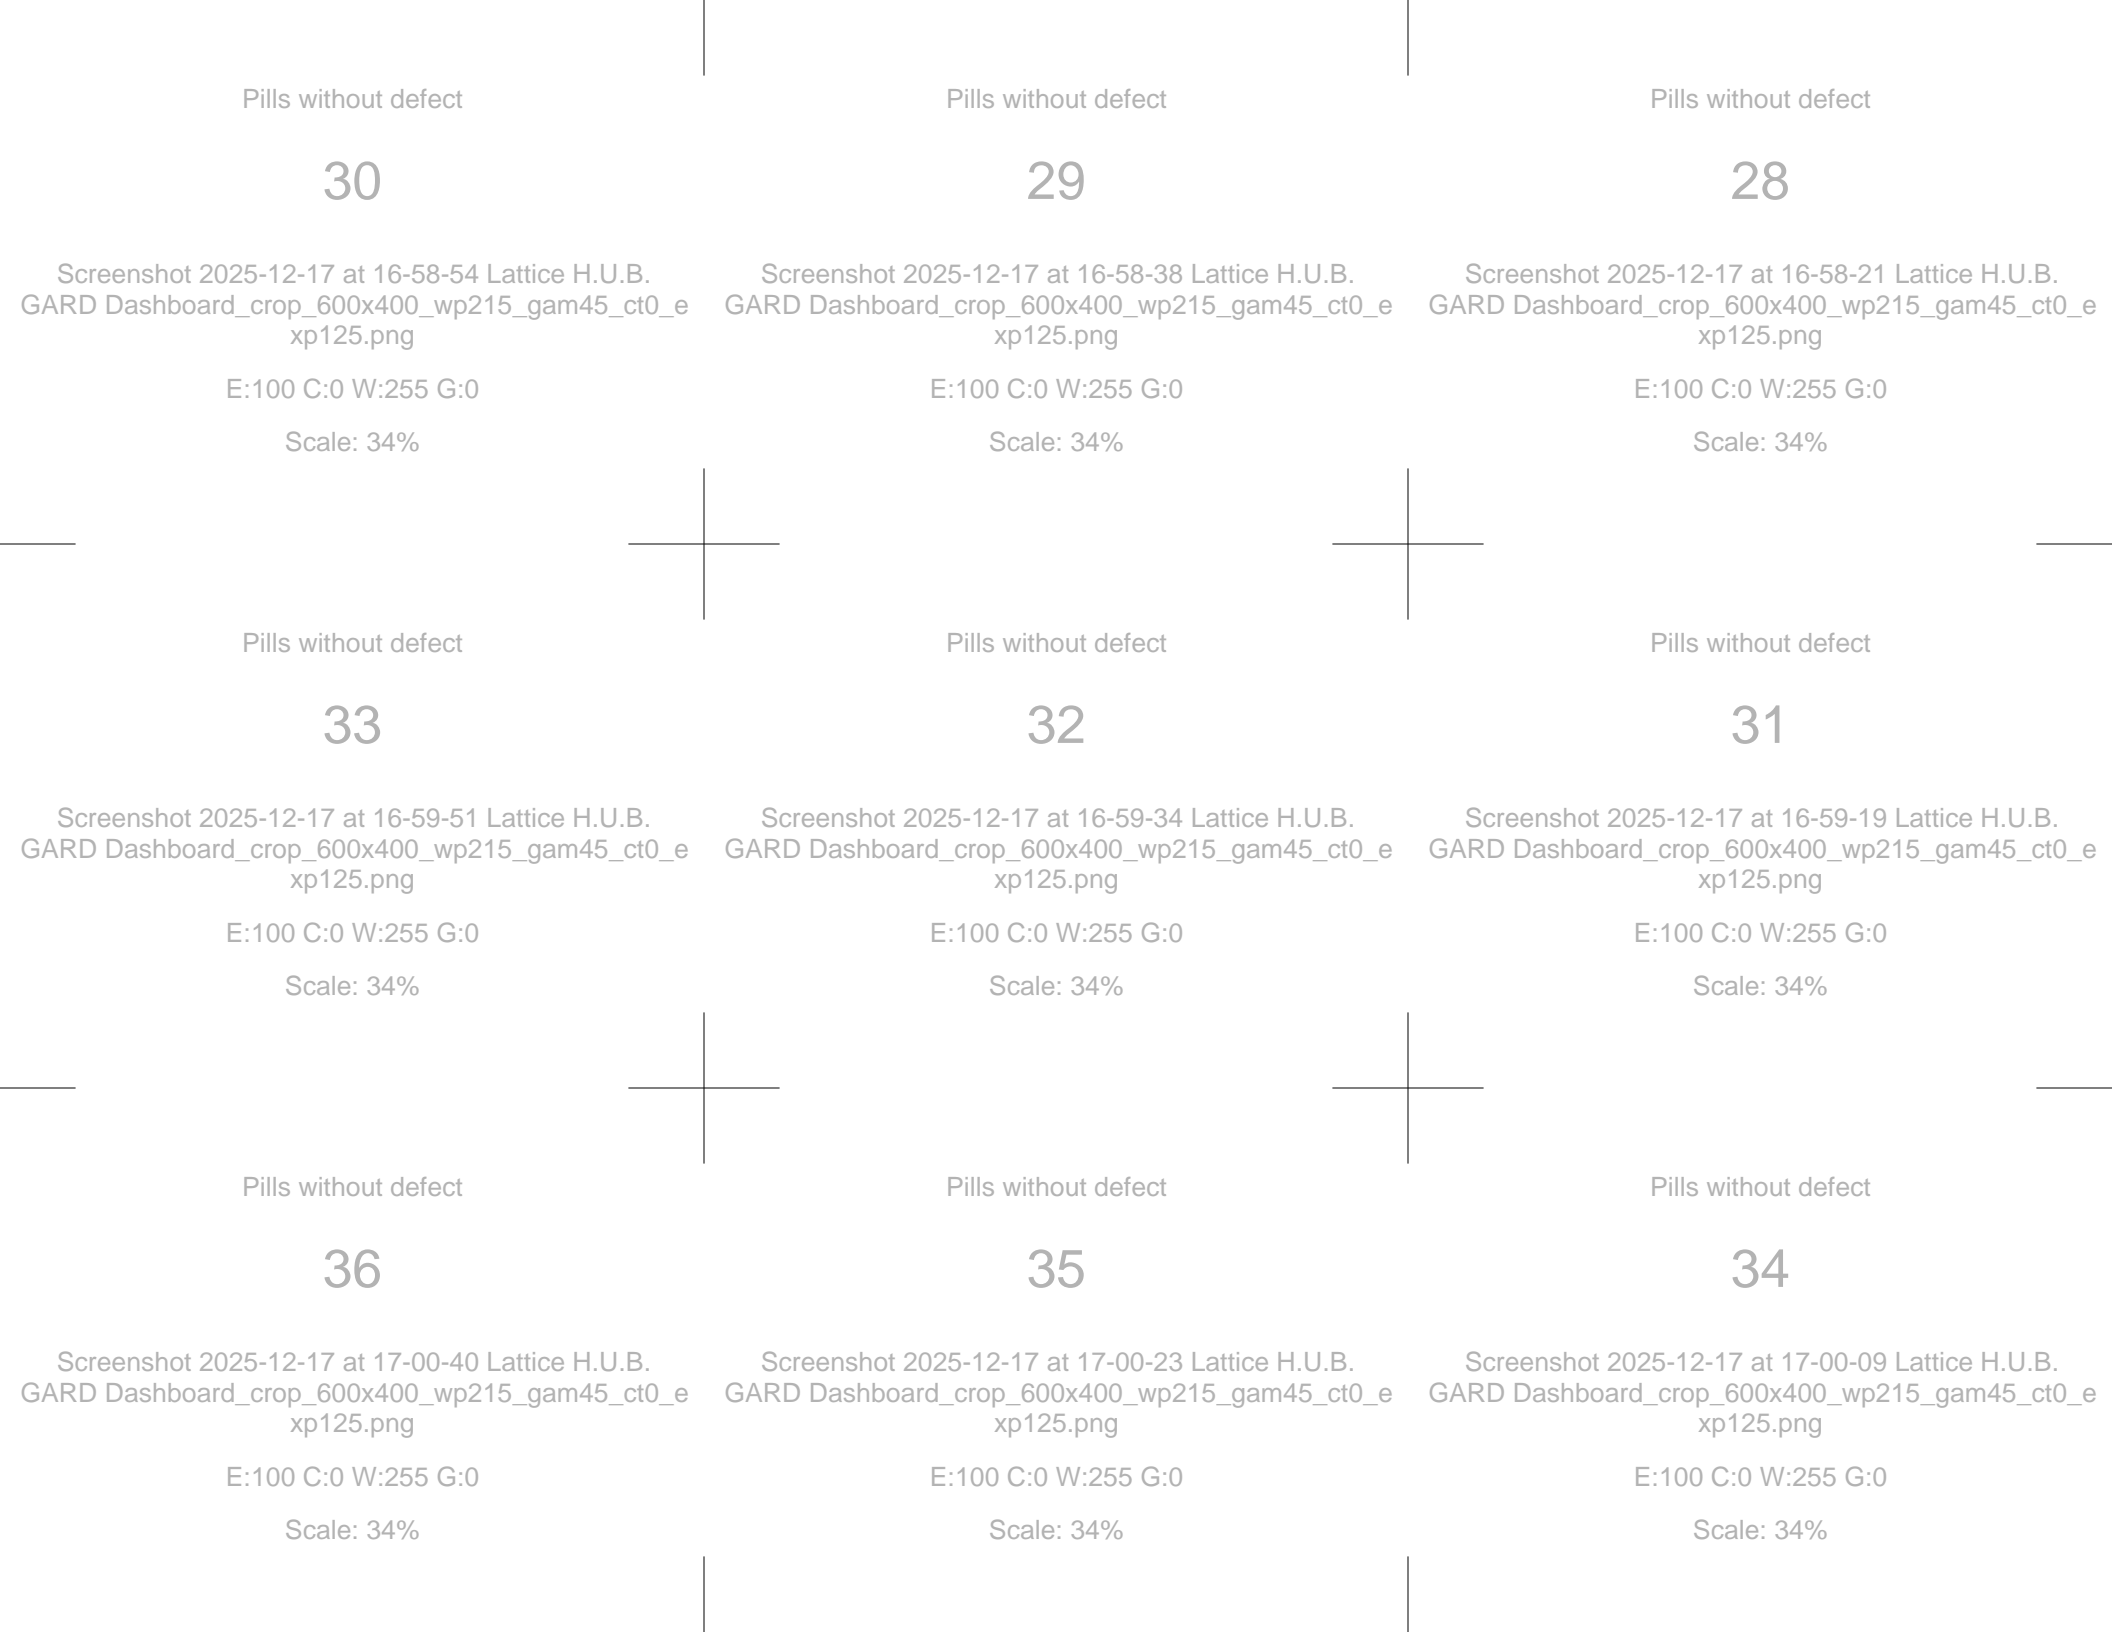 Pills without defect
30
Screenshot 2025-12-17 at 16-58-54 Lattice H.U.B.
GARD Dashboard_crop_600x400_wp215_gam45_ct0_e
xp125.png
E:100 C:0 W:255 G:0
Scale: 34%
Pills without defect
29
Screenshot 2025-12-17 at 16-58-38 Lattice H.U.B.
GARD Dashboard_crop_600x400_wp215_gam45_ct0_e
xp125.png
E:100 C:0 W:255 G:0
Scale: 34%
Pills without defect
28
Screenshot 2025-12-17 at 16-58-21 Lattice H.U.B.
GARD Dashboard_crop_600x400_wp215_gam45_ct0_e
xp125.png
E:100 C:0 W:255 G:0
Scale: 34%
Pills without defect
33
Screenshot 2025-12-17 at 16-59-51 Lattice H.U.B.
GARD Dashboard_crop_600x400_wp215_gam45_ct0_e
xp125.png
E:100 C:0 W:255 G:0
Scale: 34%
Pills without defect
32
Screenshot 2025-12-17 at 16-59-34 Lattice H.U.B.
GARD Dashboard_crop_600x400_wp215_gam45_ct0_e
xp125.png
E:100 C:0 W:255 G:0
Scale: 34%
Pills without defect
31
Screenshot 2025-12-17 at 16-59-19 Lattice H.U.B.
GARD Dashboard_crop_600x400_wp215_gam45_ct0_e
xp125.png
E:100 C:0 W:255 G:0
Scale: 34%
Pills without defect
36
Screenshot 2025-12-17 at 17-00-40 Lattice H.U.B.
GARD Dashboard_crop_600x400_wp215_gam45_ct0_e
xp125.png
E:100 C:0 W:255 G:0
Scale: 34%
Pills without defect
35
Screenshot 2025-12-17 at 17-00-23 Lattice H.U.B.
GARD Dashboard_crop_600x400_wp215_gam45_ct0_e
xp125.png
E:100 C:0 W:255 G:0
Scale: 34%
Pills without defect
34
Screenshot 2025-12-17 at 17-00-09 Lattice H.U.B.
GARD Dashboard_crop_600x400_wp215_gam45_ct0_e
xp125.png
E:100 C:0 W:255 G:0
Scale: 34%